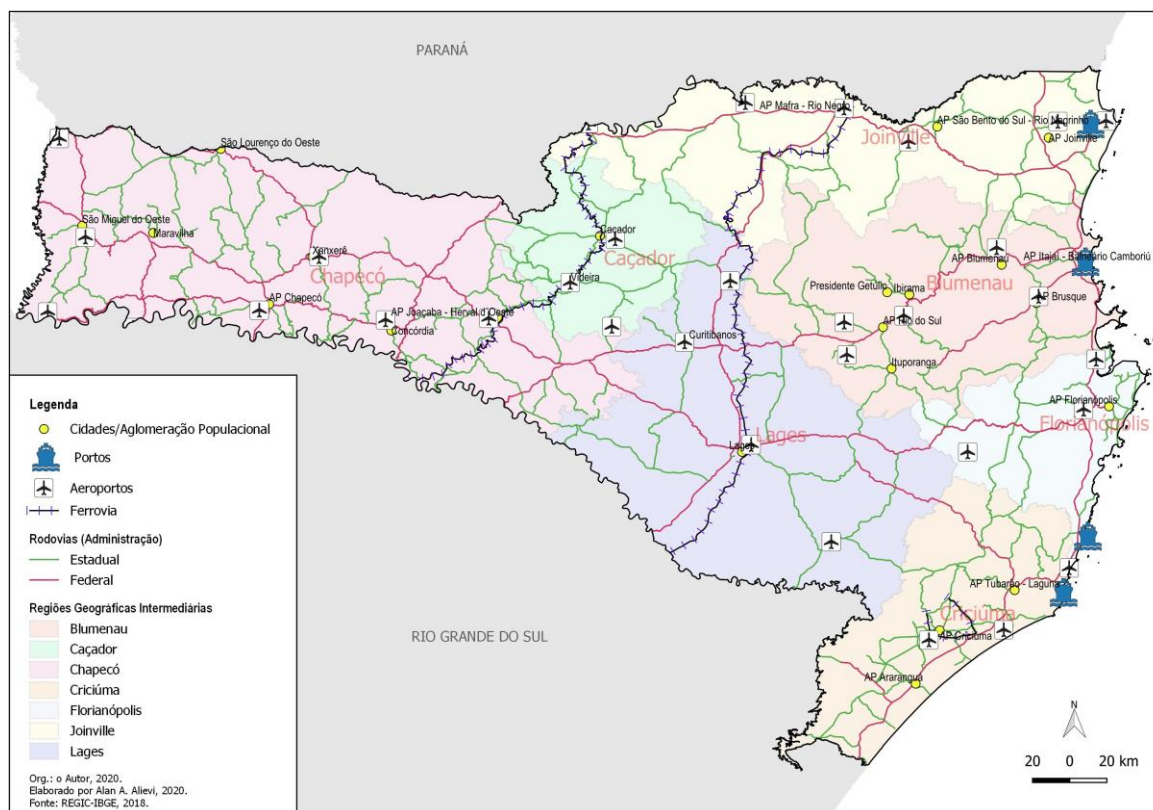 PARANÁ
AP Mafra - Rio Negro
AP São Bento do Sul - Rio Negrinho
Joinville
AP Joinville
São Lourenço do Oeste
São Miguel do Oeste
Maravilha
Xanxerê
Chapecó
Caçador
Caçador
Videira
AP Blumenau
AP Itajaí - Balneário Camboriú
Blumenau
Presidente Getúlio
Ibirama
AP Brusque
AP Chapecó
AP Joaçaba - Herval d'Oeste
Concórdia
AP Rio do Sul
Curitibanos
Ituporanga
AP Florianópolis
Florianópolis
Lages
Lages
AP Tubarão - Laguna
Criciúma
AP Criciúma
AP Araranguá
RIO GRANDE DO SUL
Legenda
Cidades/Aglomeração Populacional
Portos
Aeroportos
Ferrovia
Rodovias (Administração)
Estadual
Federal
Regiões Geográficas Intermediárias
Blumenau
Caçador
Chapecó
Criciúma
Florianópolis
Joinville
Lages
Org.: o Autor, 2020.
Elaborado por Alan A. Alievi, 2020.
Fonte: REGIC-IBGE, 2018.
N
20 0 20 km